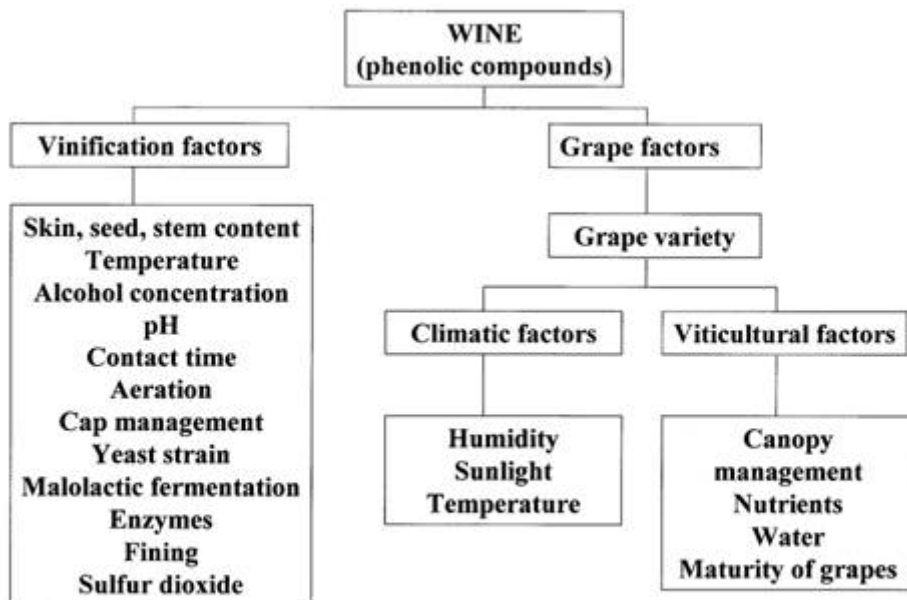 WINE
(phenolic compounds)
Vinification factors
Grape factors
Skin, seed, stem content
Temperature
Alcohol concentration
pH
Contact time
Aeration
Cap management
Yeast strain
Malolactic fermentation
Enzymes
Fining
Sulfur dioxide
Grape variety
Climatic factors
Viticultural factors
Humidity
Sunlight
Temperature
Canopy
management
Nutrients
Water
Maturity of grapes